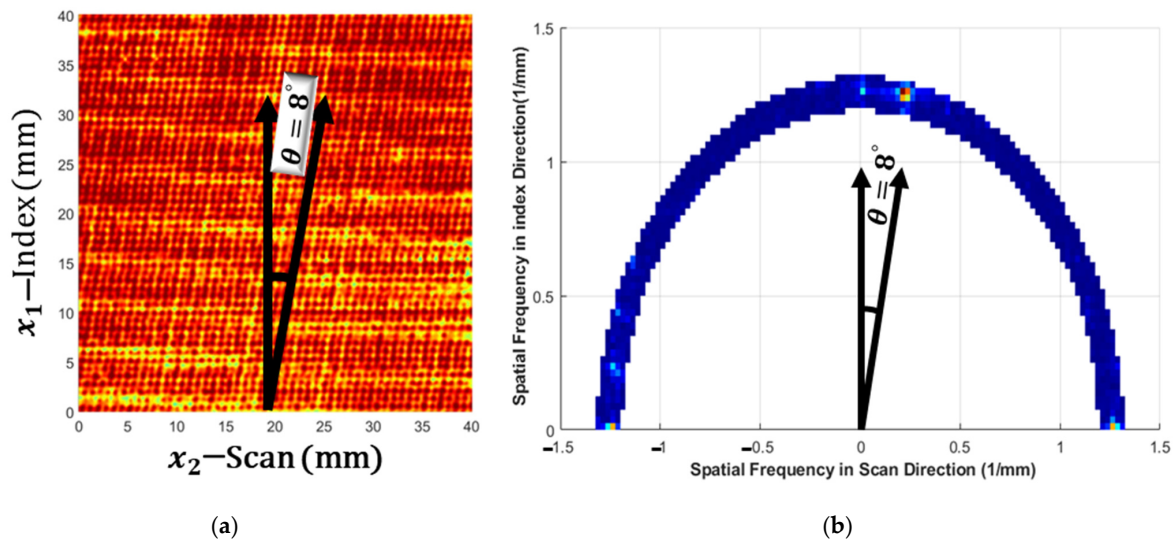 40
35
30
25
20
15
10
5
0
0 5 10 15 20 25 30 35 40
x₁–Index (mm)
x₂–Scan (mm)
θ = 8°
(a)
1.5
1
0.5
0
−1.5 −1 −0.5 0 0.5 1 1.5
Spatial Frequency in index Direction(1/mm)
Spatial Frequency in Scan Direction (1/mm)
θ = 8°
(b)